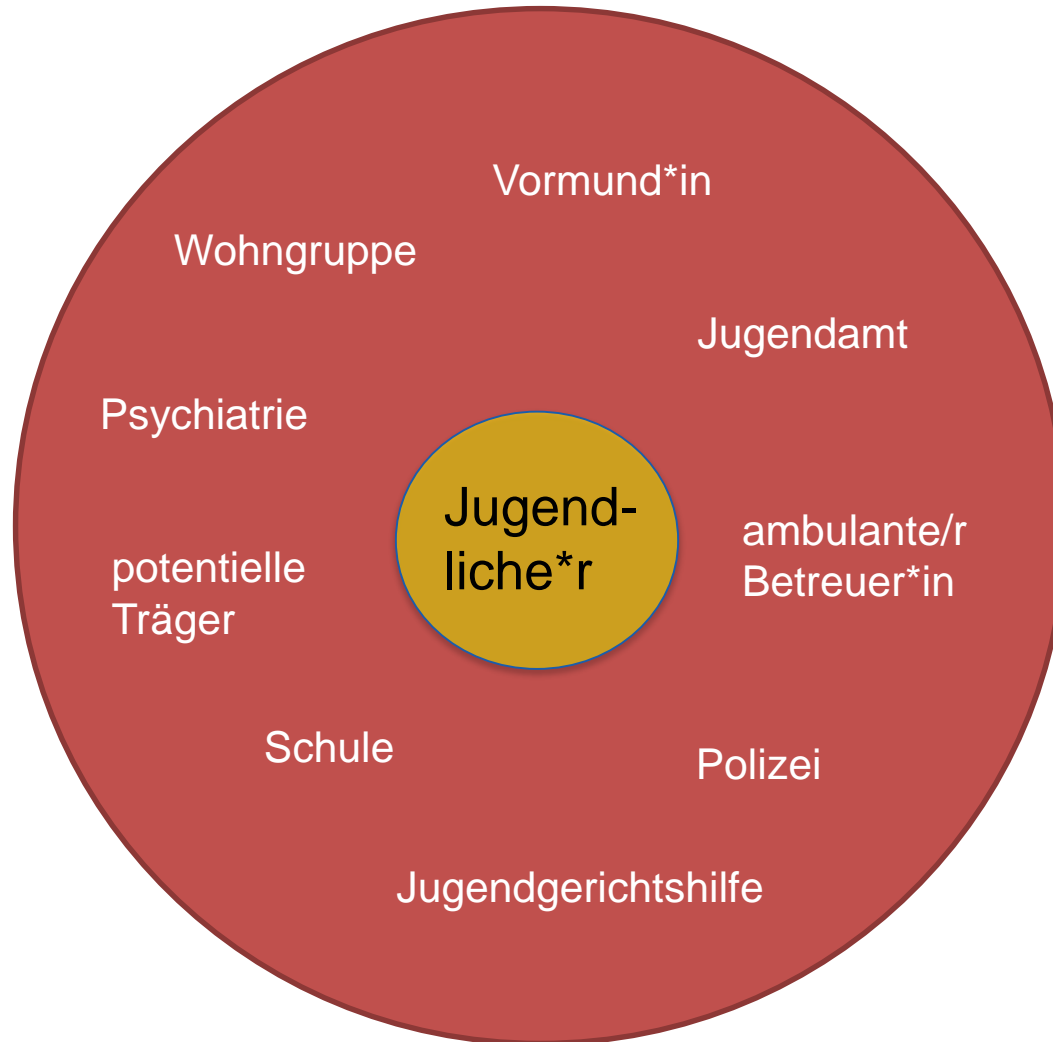 Vormund*in
Wohngruppe
Jugendamt
Psychiatrie
Jugend-
liche*r
ambulante/r
Betreuer*in
potentielle
Träger
Schule
Polizei
Jugendgerichtshilfe